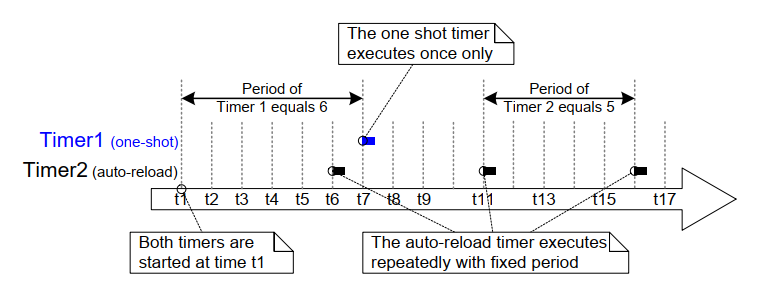 The one shot timer
executes once only
Period of
Timer 1 equals 6
Period of
Timer 2 equals 5
Timer1 (one-shot)
Timer2 (auto-reload)
t1 t2 t3 t4 t5 t6 t7 t8 t9 t11 t13 t15 t17
Both timers are
started at time t1
The auto-reload timer executes
repeatedly with fixed period